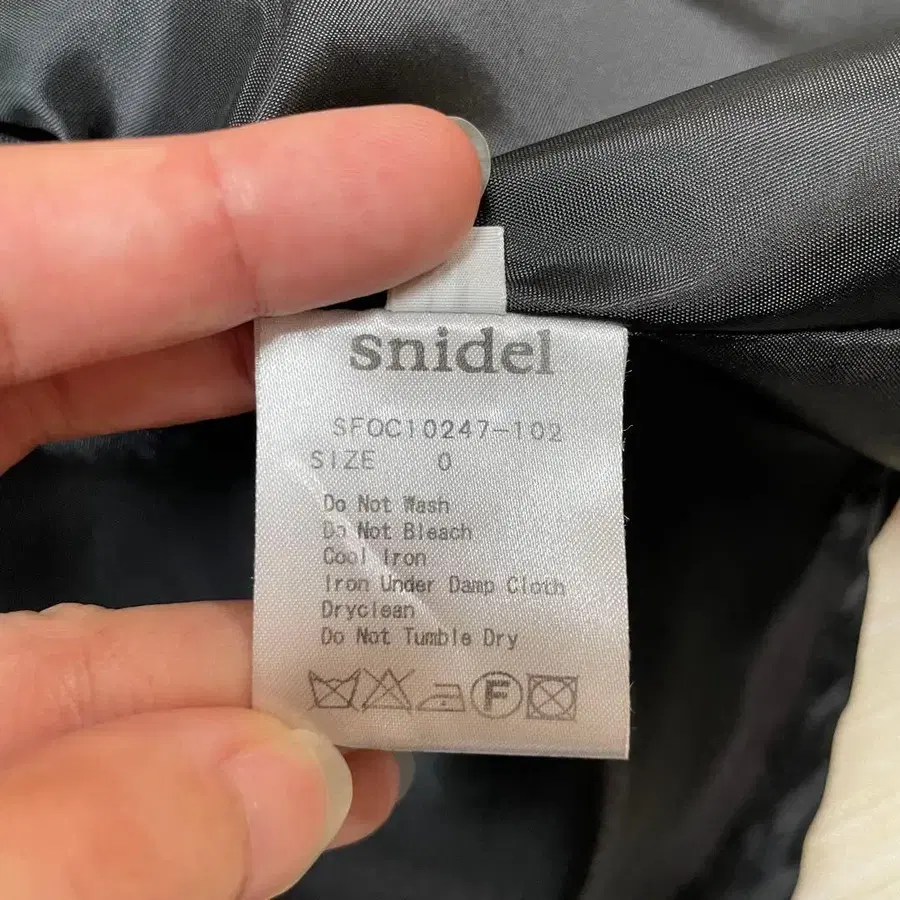 snidel
SFOC10247-102
SIZE 0
Do Not Wash
Do Not Bleach
Cool Iron
Iron Under Damp Cloth
Dryclean
Do Not Tumble Dry
F